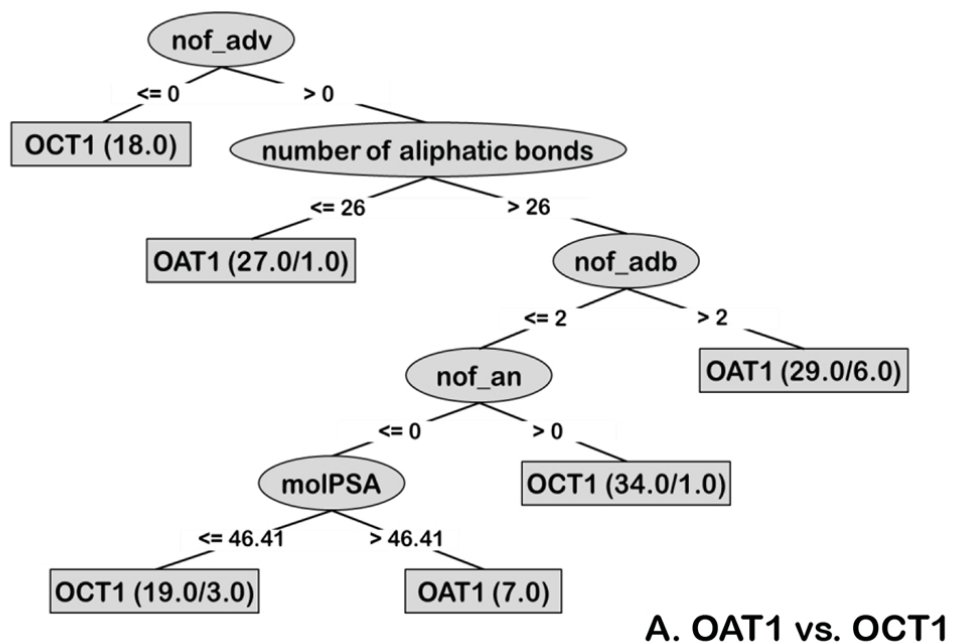 nof_adv
<= 0
> 0
OCT1 (18.0)
number of aliphatic bonds
<= 26
> 26
OAT1 (27.0/1.0)
nof_adb
<= 2
> 2
nof_an
OAT1 (29.0/6.0)
<= 0
> 0
molPSA
OCT1 (34.0/1.0)
<= 46.41
> 46.41
OCT1 (19.0/3.0)
OAT1 (7.0)
A. OAT1 vs. OCT1